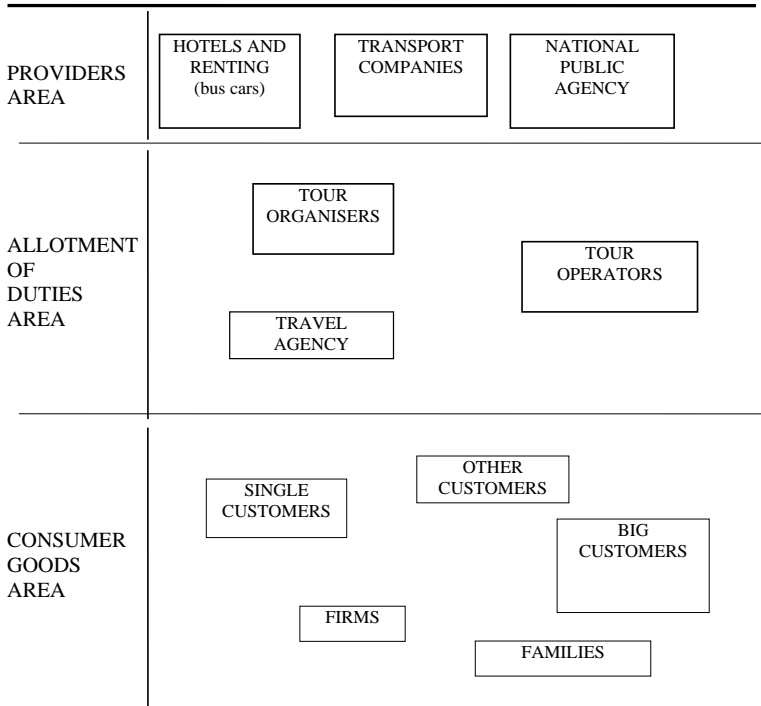 PROVIDERS
AREA
HOTELS AND
RENTING
(bus cars)
TRANSPORT
COMPANIES
NATIONAL
PUBLIC
AGENCY
ALLOTMENT
OF
DUTIES
AREA
TOUR
ORGANISERS
TOUR
OPERATORS
TRAVEL
AGENCY
CONSUMER
GOODS
AREA
SINGLE
CUSTOMERS
OTHER
CUSTOMERS
BIG
CUSTOMERS
FIRMS
FAMILIES